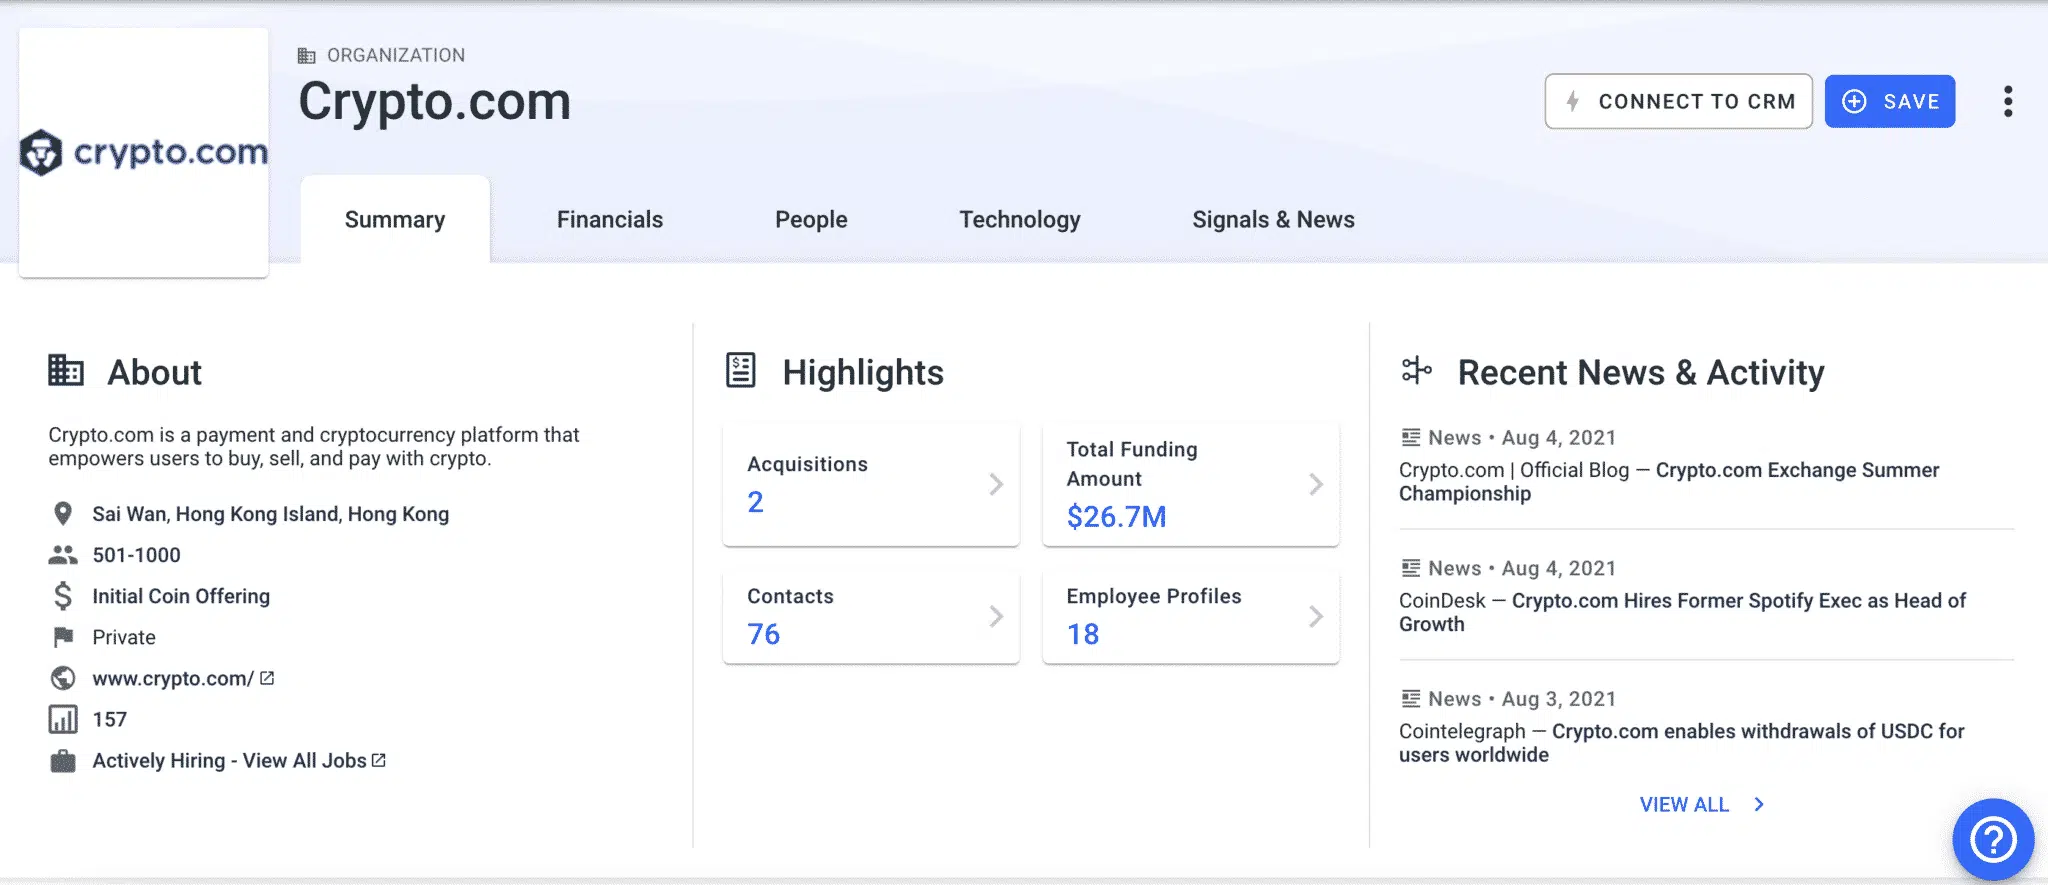 crypto.com
ORGANIZATION
Crypto.com
CONNECT TO CRM
SAVE
Summary
Financials
People
Technology
Signals & News
About
Crypto.com is a payment and cryptocurrency platform that
empowers users to buy, sell, and pay with crypto.
Sai Wan, Hong Kong Island, Hong Kong
501-1000
Initial Coin Offering
Private
www.crypto.com/
157
Actively Hiring - View All Jobs
Highlights
Acquisitions
2
Total Funding
Amount
$26.7M
Contacts
76
Employee Profiles
18
Recent News & Activity
News • Aug 4, 2021
Crypto.com | Official Blog — Crypto.com Exchange Summer
Championship
News • Aug 4, 2021
CoinDesk — Crypto.com Hires Former Spotify Exec as Head of
Growth
News • Aug 3, 2021
Cointelegraph — Crypto.com enables withdrawals of USDC for
users worldwide
VIEW ALL